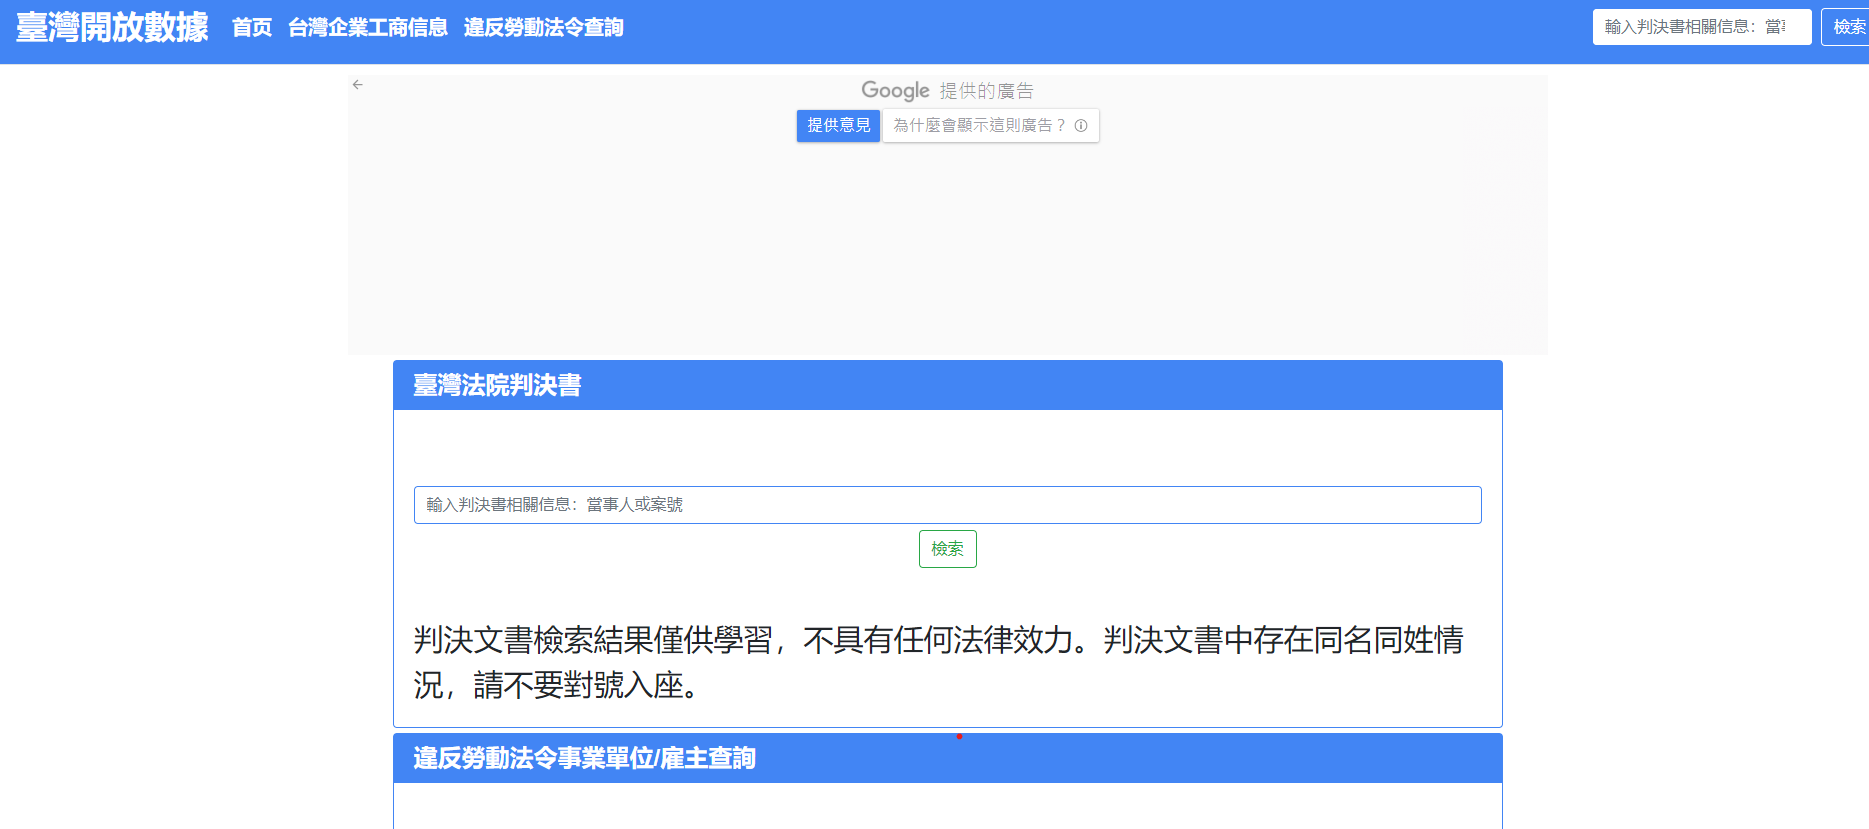 臺灣開放數據 首页 台灣企業工商信息 違反勞動法令查詢 輸入判決書相關信息：當 檢索
Google 提供的廣告
提供意見 為什麼會顯示這則廣告？
臺灣法院判決書
輸入判決書相關信息：當事人或案號
檢索
判決文書檢索結果僅供學習，不具有任何法律效力。判決文書中存在同名同姓情
況，請不要對號入座。
違反勞動法令事業單位/雇主查詢